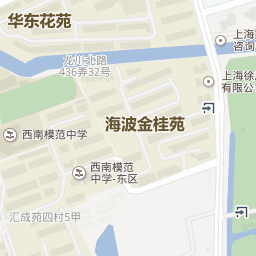 华东花苑
上海
咨询
龙川北路
436弄32号
上海徐
有限公
海波金桂苑
西南模范中学
西南模范
中学-东区
汇成苑四村5甲